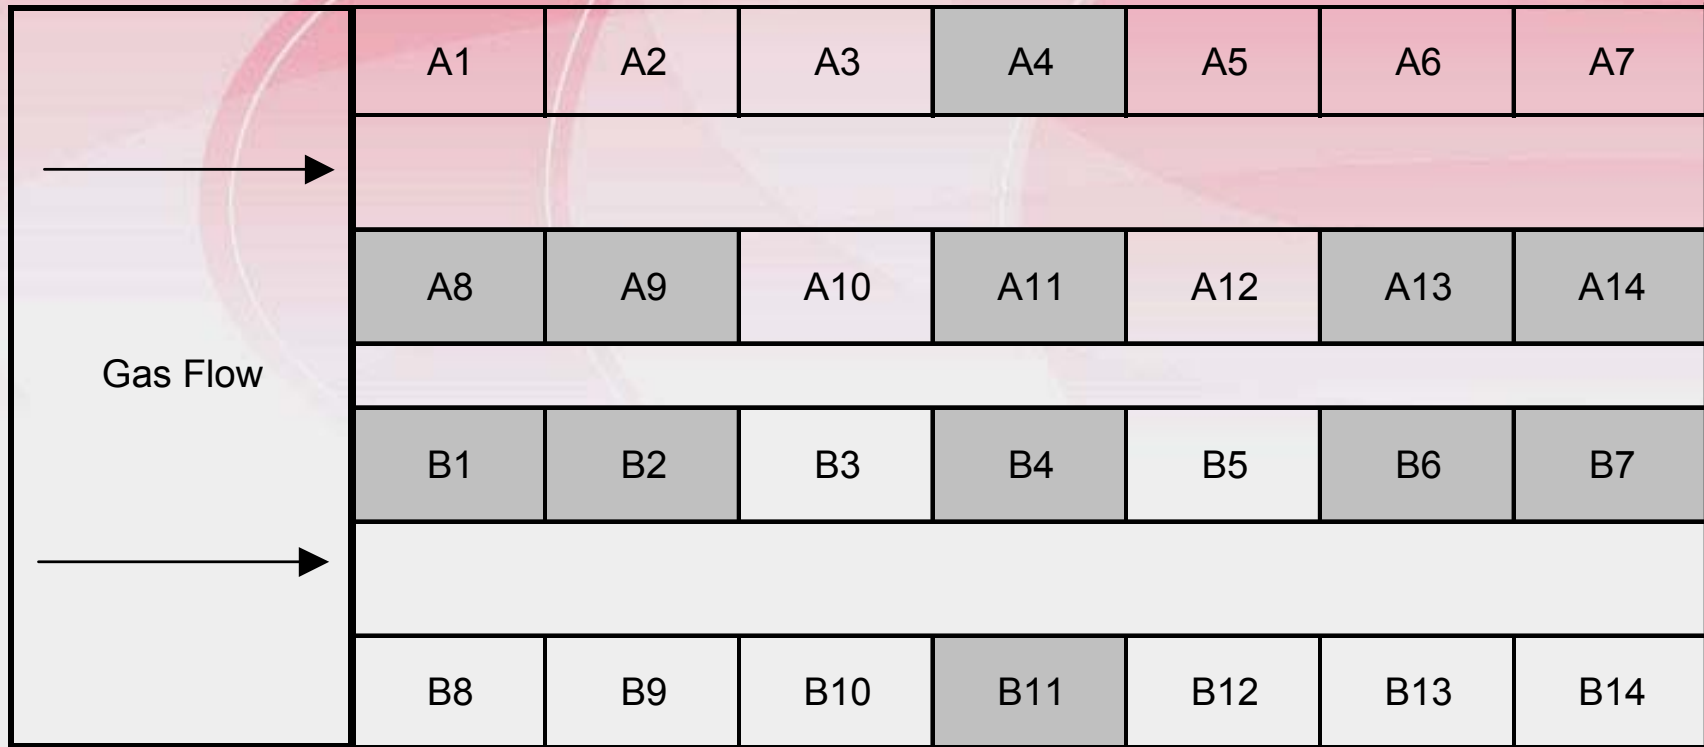 A1 A2 A3 A4 A5 A6 A7
A8 A9 A10 A11 A12 A13 A14
Gas Flow
B1 B2 B3 B4 B5 B6 B7
B8 B9 B10 B11 B12 B13 B14